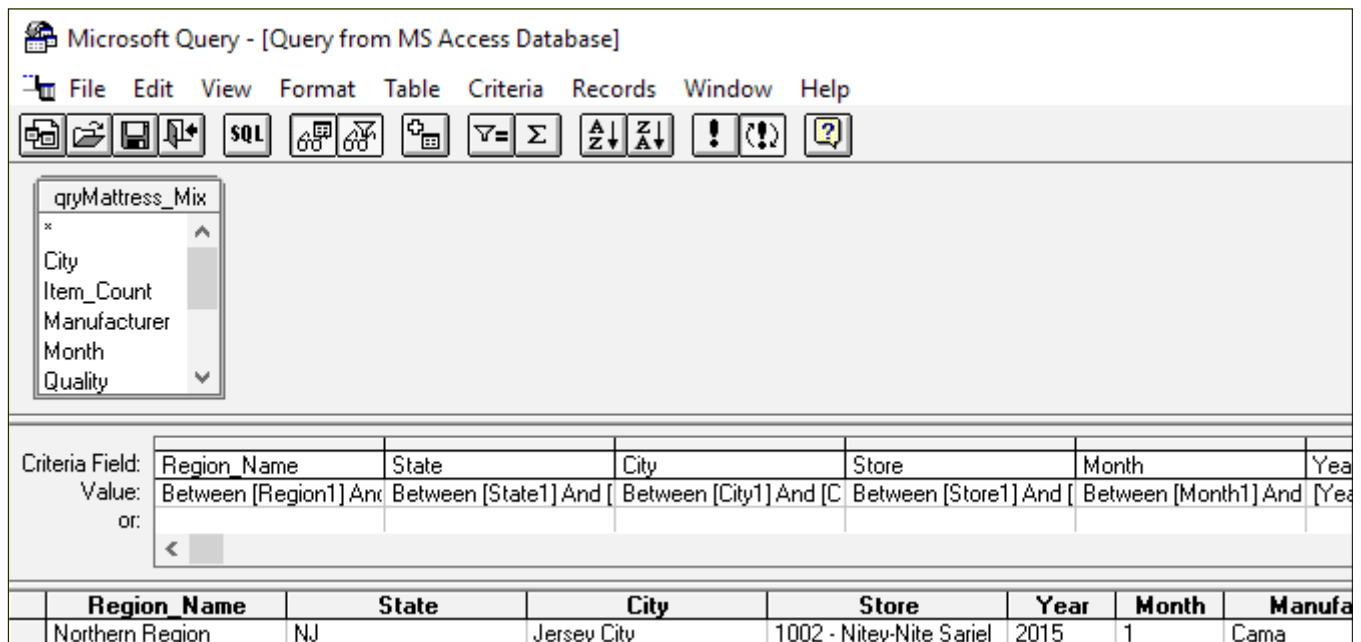 Microsoft Query - [Query from MS Access Database]
File Edit View Format Table Criteria Records Window Help
SQL
qryMattress_Mix
*
City
Item_Count
Manufacturer
Month
Quality
Criteria Field: Region_Name State City Store Month Yea
Value: Between [Region1] And Between [State1] And [ Between [City1] And [C Between [Store1] And [ Between [Month1] And [Yea
or:
Region_Name State City Store Year Month Manufa
Northern Region NJ Jersey City 1002 - Nitey-Nite Sariel 2015 1 Cama